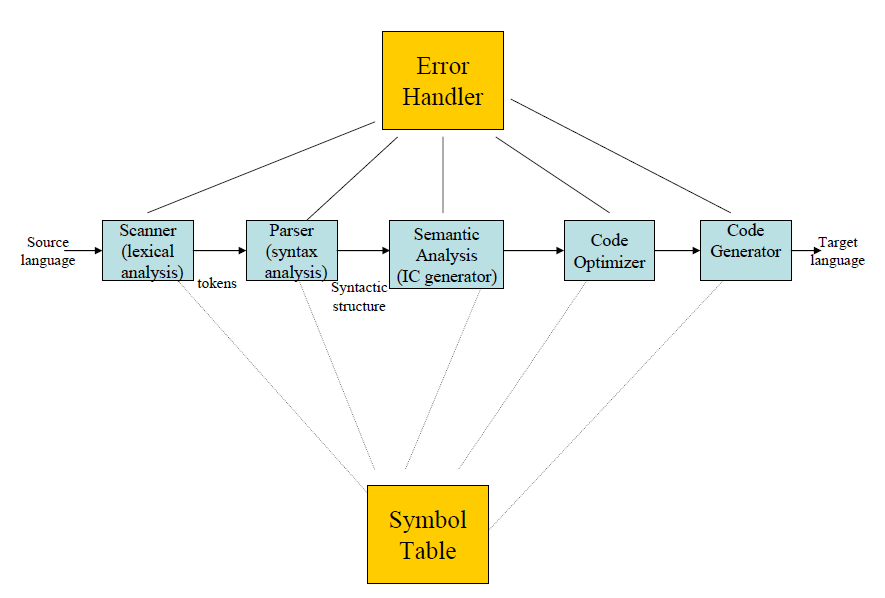 Error
Handler
Source
language
Scanner
(lexical
analysis)
tokens
Parser
(syntax
analysis)
Syntactic
structure
Semantic
Analysis
(IC generator)
Code
Optimizer
Code
Generator
Target
language
Symbol
Table